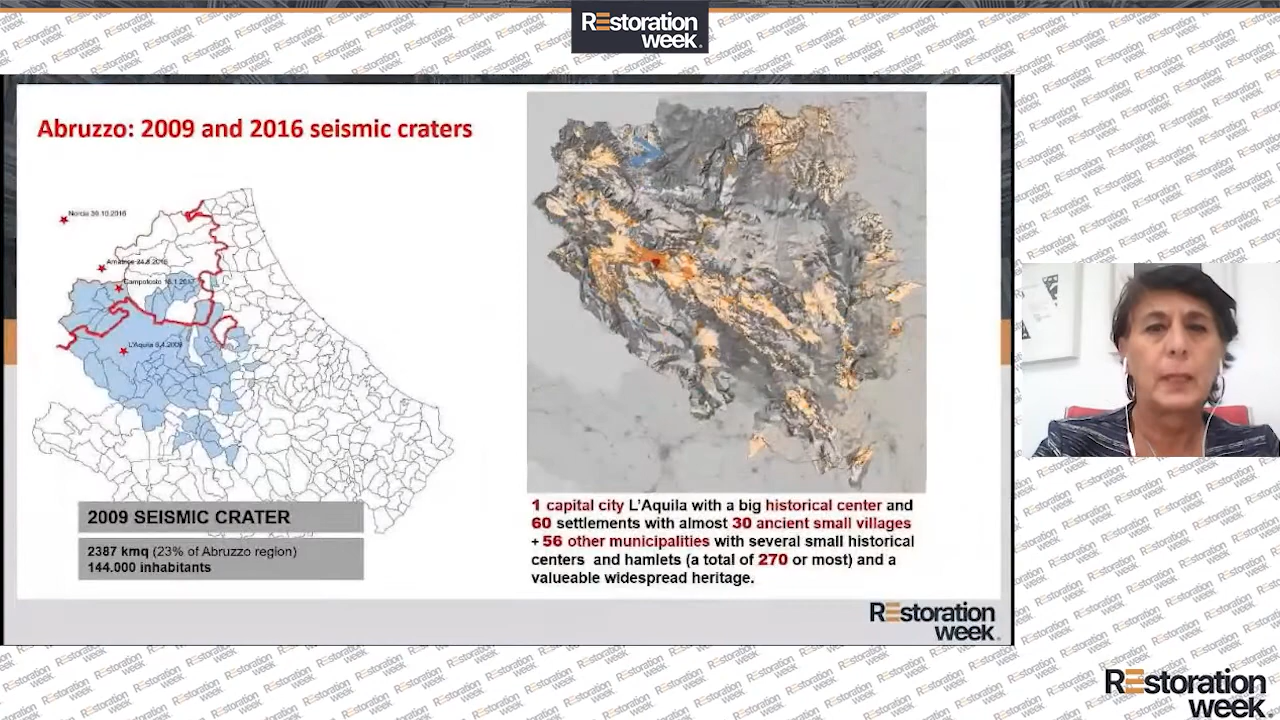 REstoration
week.
Abruzzo: 2009 and 2016 seismic craters
Norcia 30.10.2016
Amatrice 24.8.2016
Campotosto 18.1.2017
L'Aquila 6.4.2009
2009 SEISMIC CRATER
2387 kmq (23% of Abruzzo region)
144.000 inhabitants
1 capital city L'Aquila with a big historical center and
60 settlements with almost 30 ancient small villages
+ 56 other municipalities with several small historical
centers and hamlets (a total of 270 or most) and a
valueable widespread heritage.
REstoration
week.
REstoration
week.